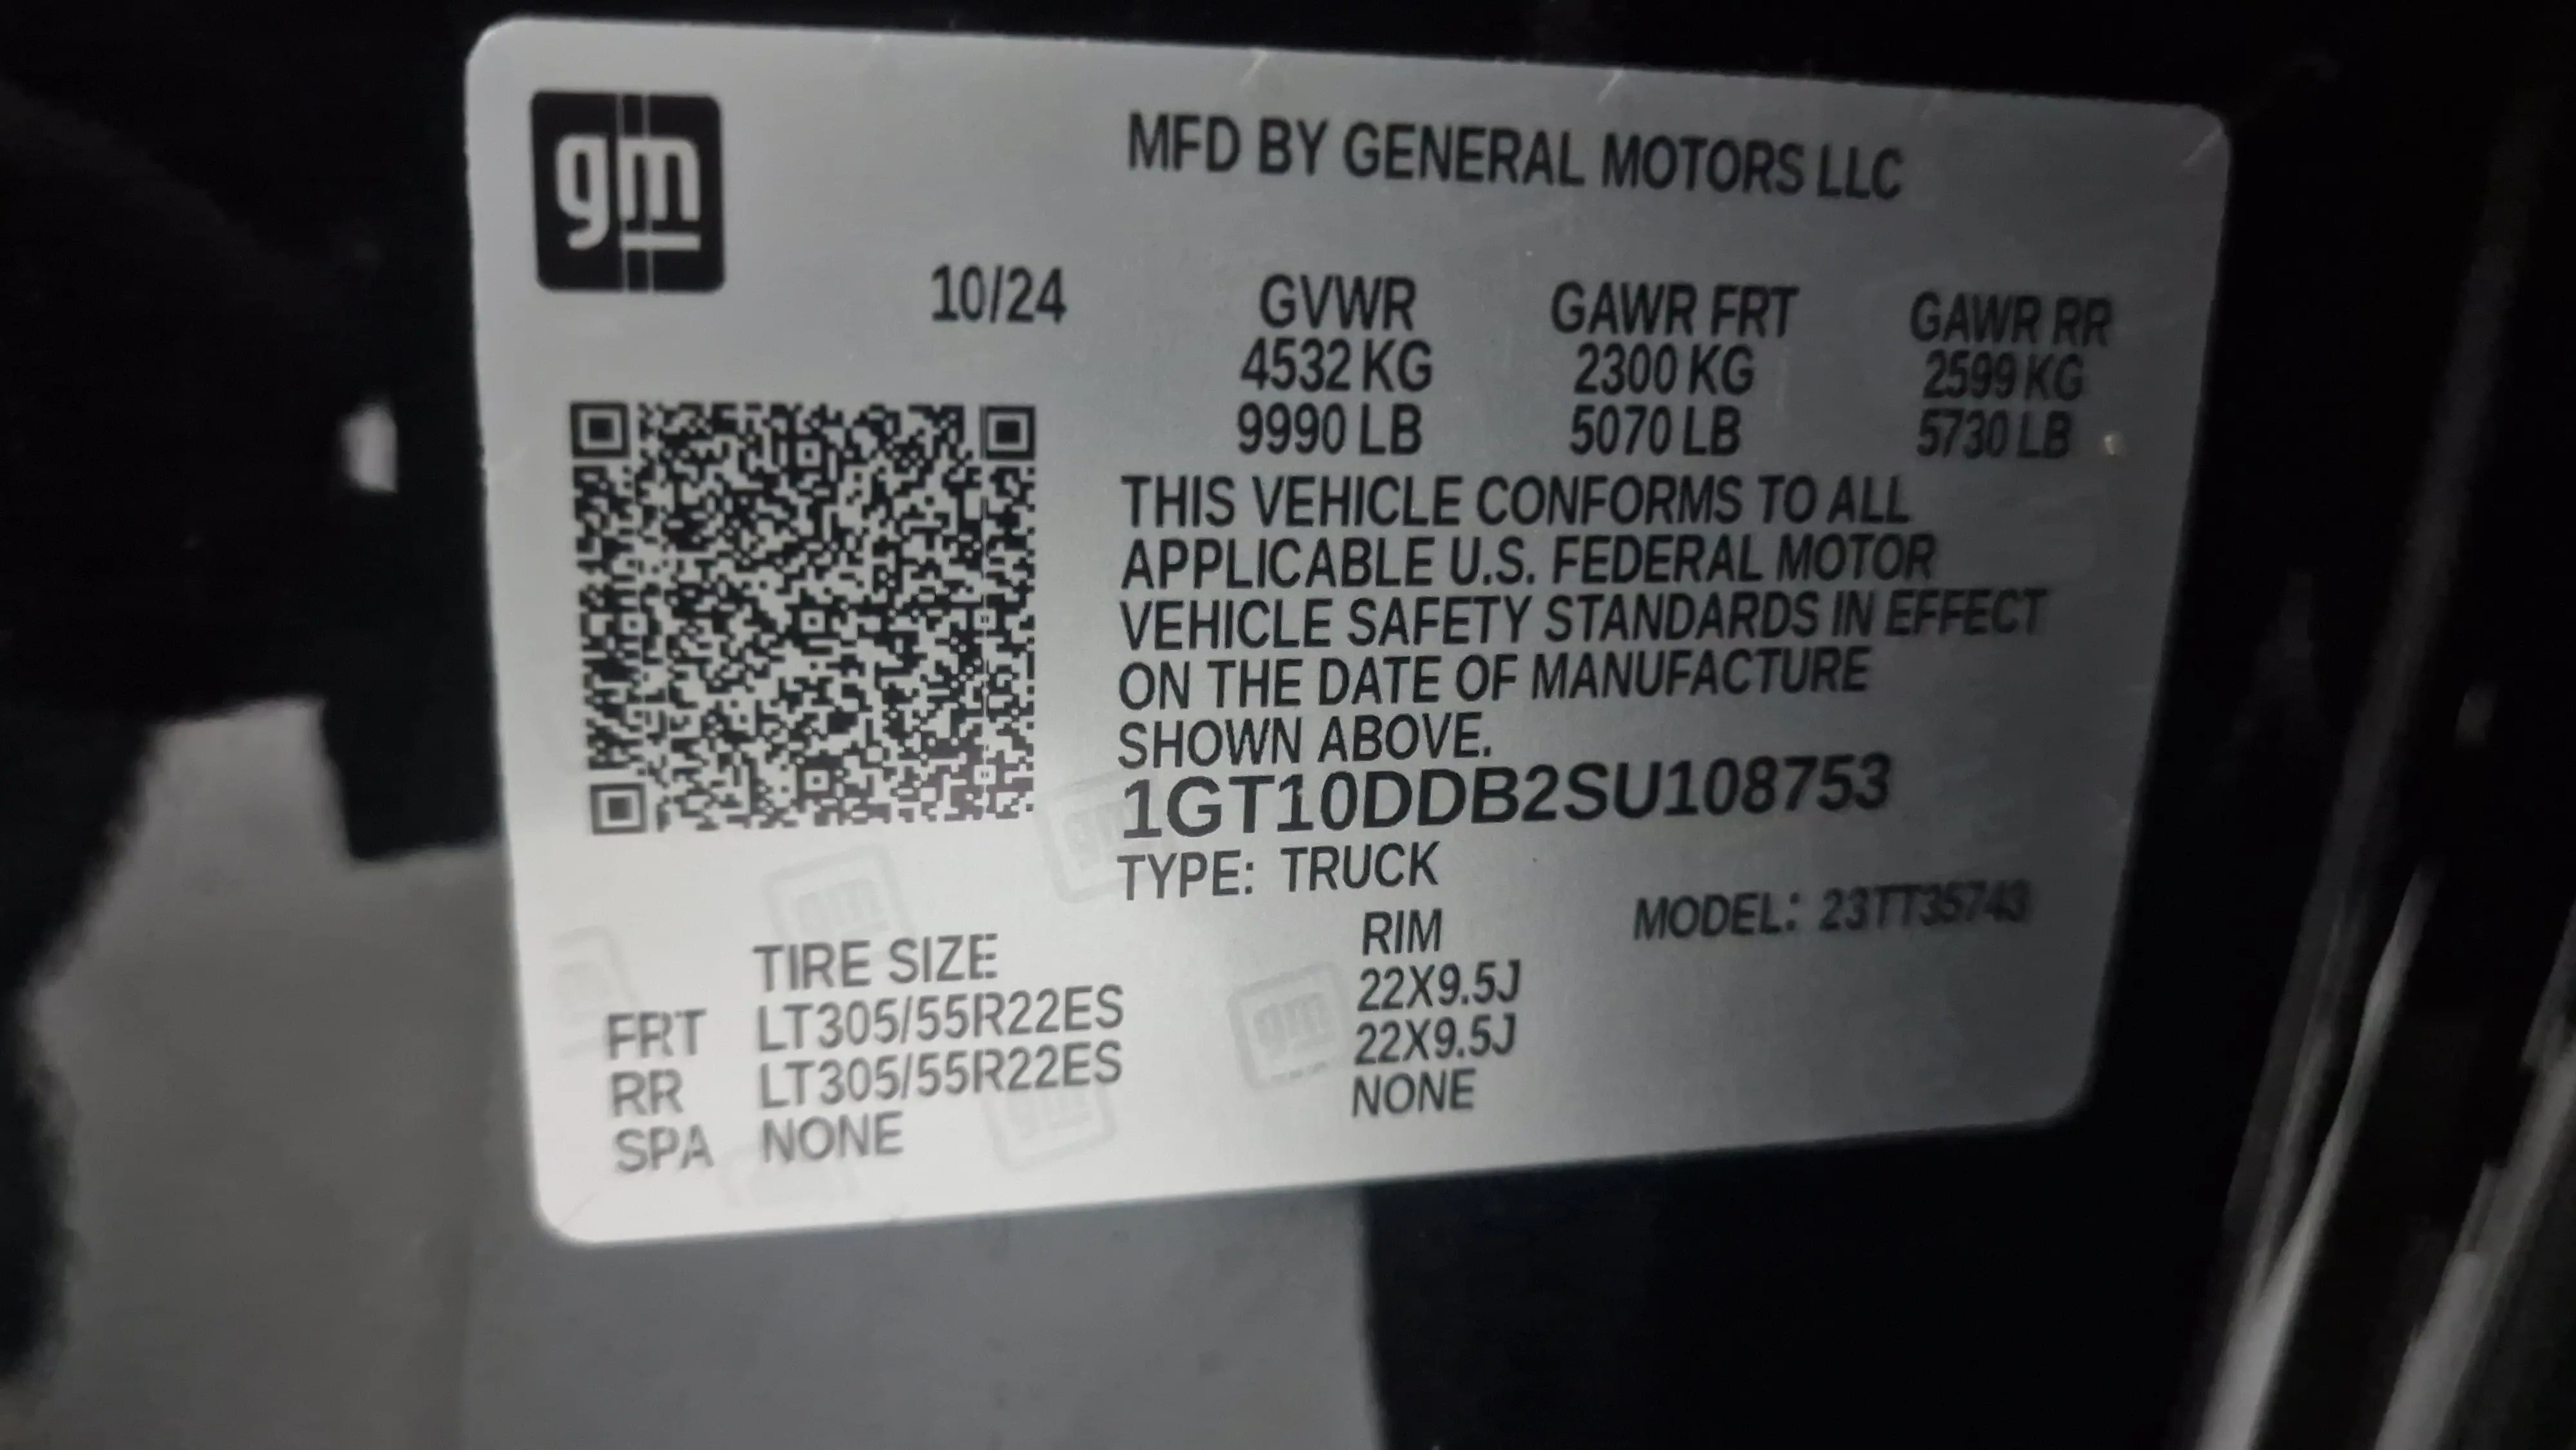 gm
MFD BY GENERAL MOTORS LLC
10/24 GVWR GAWR FRT GAWR RR
4532 KG 2300 KG 2599 KG
9990 LB 5070 LB 5730 LB
THIS VEHICLE CONFORMS TO ALL
APPLICABLE U.S. FEDERAL MOTOR
VEHICLE SAFETY STANDARDS IN EFFECT
ON THE DATE OF MANUFACTURE
SHOWN ABOVE.
1GT10DDB2SU108753
TYPE: TRUCK
MODEL: 23TT35743
TIRE SIZE RIM
FRT LT305/55R22ES 22X9.5J
RR LT305/55R22ES 22X9.5J
SPA NONE NONE